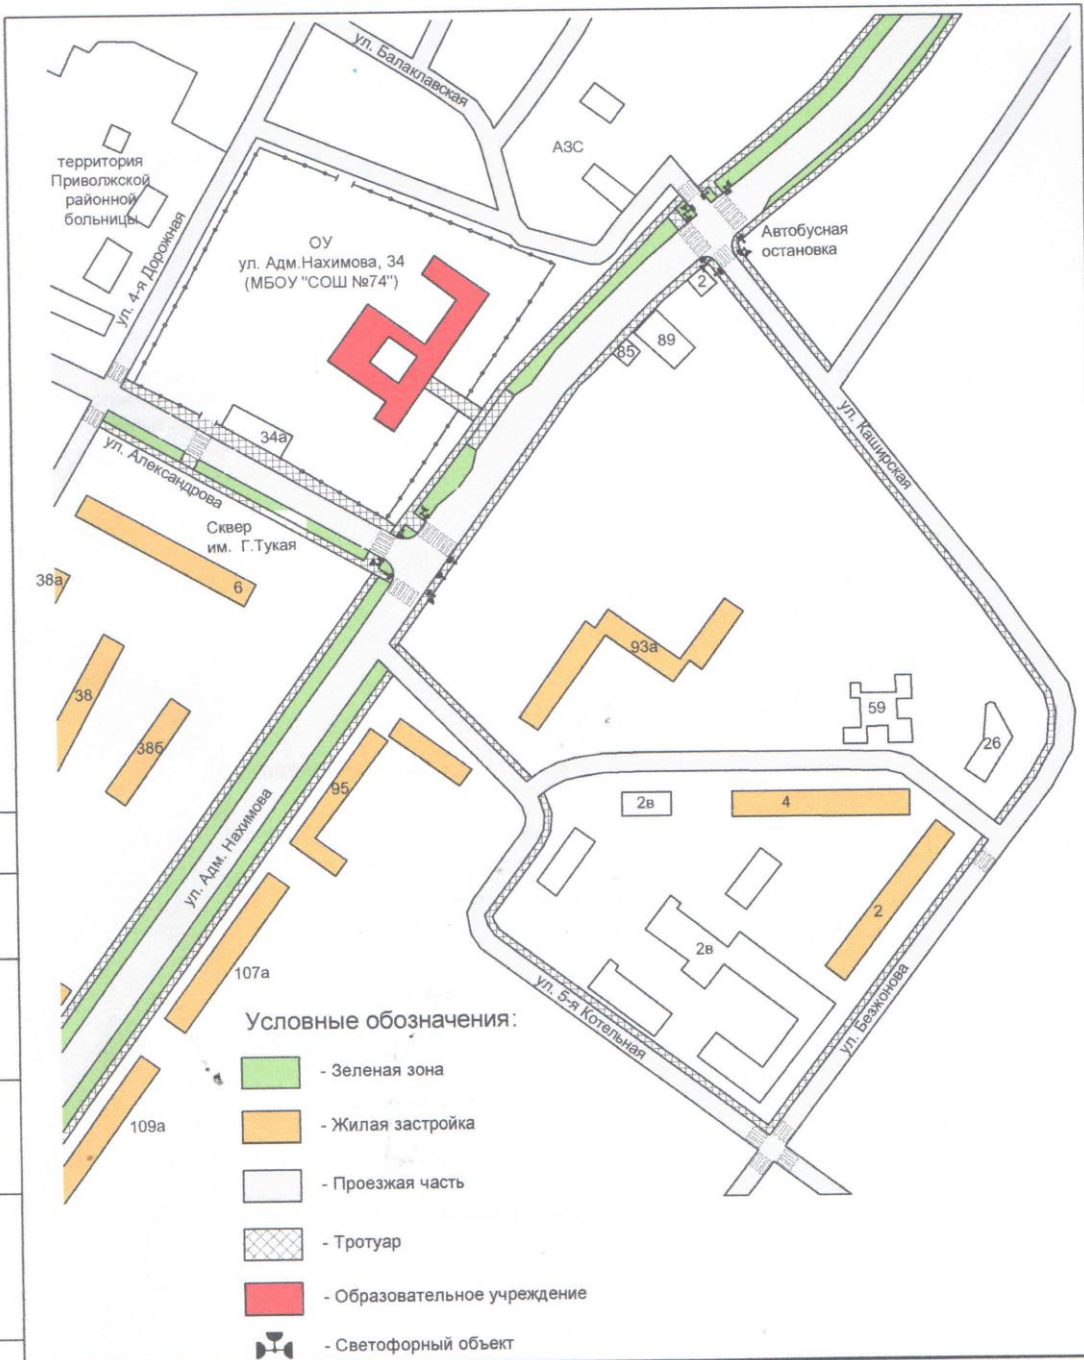 ул. Балаклавская
АЗС
территория
Приволжской
районной
больницы
ул. 4-я Дорожная
ОУ
ул. Адм.Нахимова, 34
(МБОУ "СОШ №74")
Автобусная
остановка
2
89
85
ул. Каширская
34а
ул. Александрова
Сквер
им. Г.Тукая
38а
6
93а
38
38б
59
26
95
2в
4
ул. Адм. Нахимова
2
2в
107а
ул. 5-я Котельная
ул. Безжонова
109а
Условные обозначения:
- Зеленая зона
- Жилая застройка
- Проезжая часть
- Тротуар
- Образовательное учреждение
- Светофорный объект